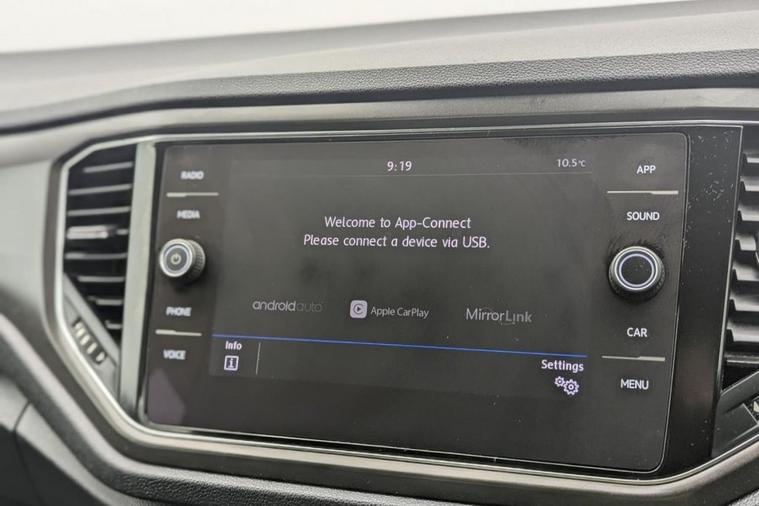 RADIO
MEDIA
PHONE
VOICE
9:19
10.5°C
Welcome to App-Connect
Please connect a device via USB.
androidauto
Apple CarPlay
MirrorLink
Info
Settings
APP
SOUND
CAR
MENU